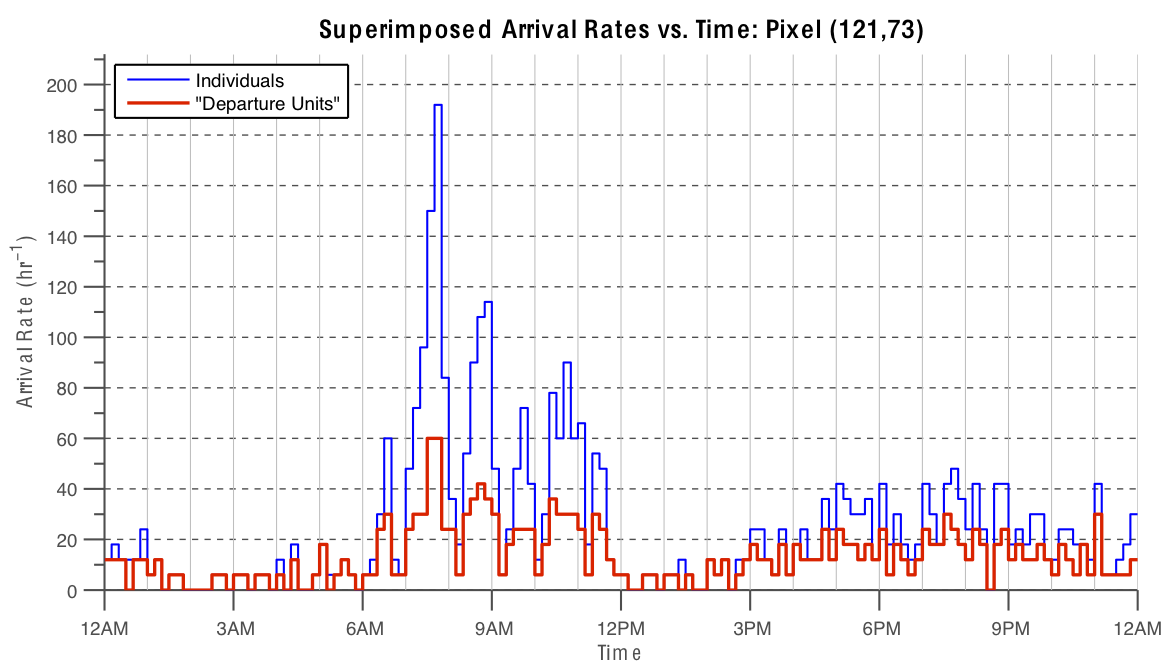 Superimposed Arrival Rates vs. Time: Pixel (121,73)
Individuals
"Departure Units"
200
180
160
140
120
100
80
60
40
20
0
Arrival Rate (hr⁻¹)
12AM 3AM 6AM 9AM 12PM 3PM 6PM 9PM 12AM
Time